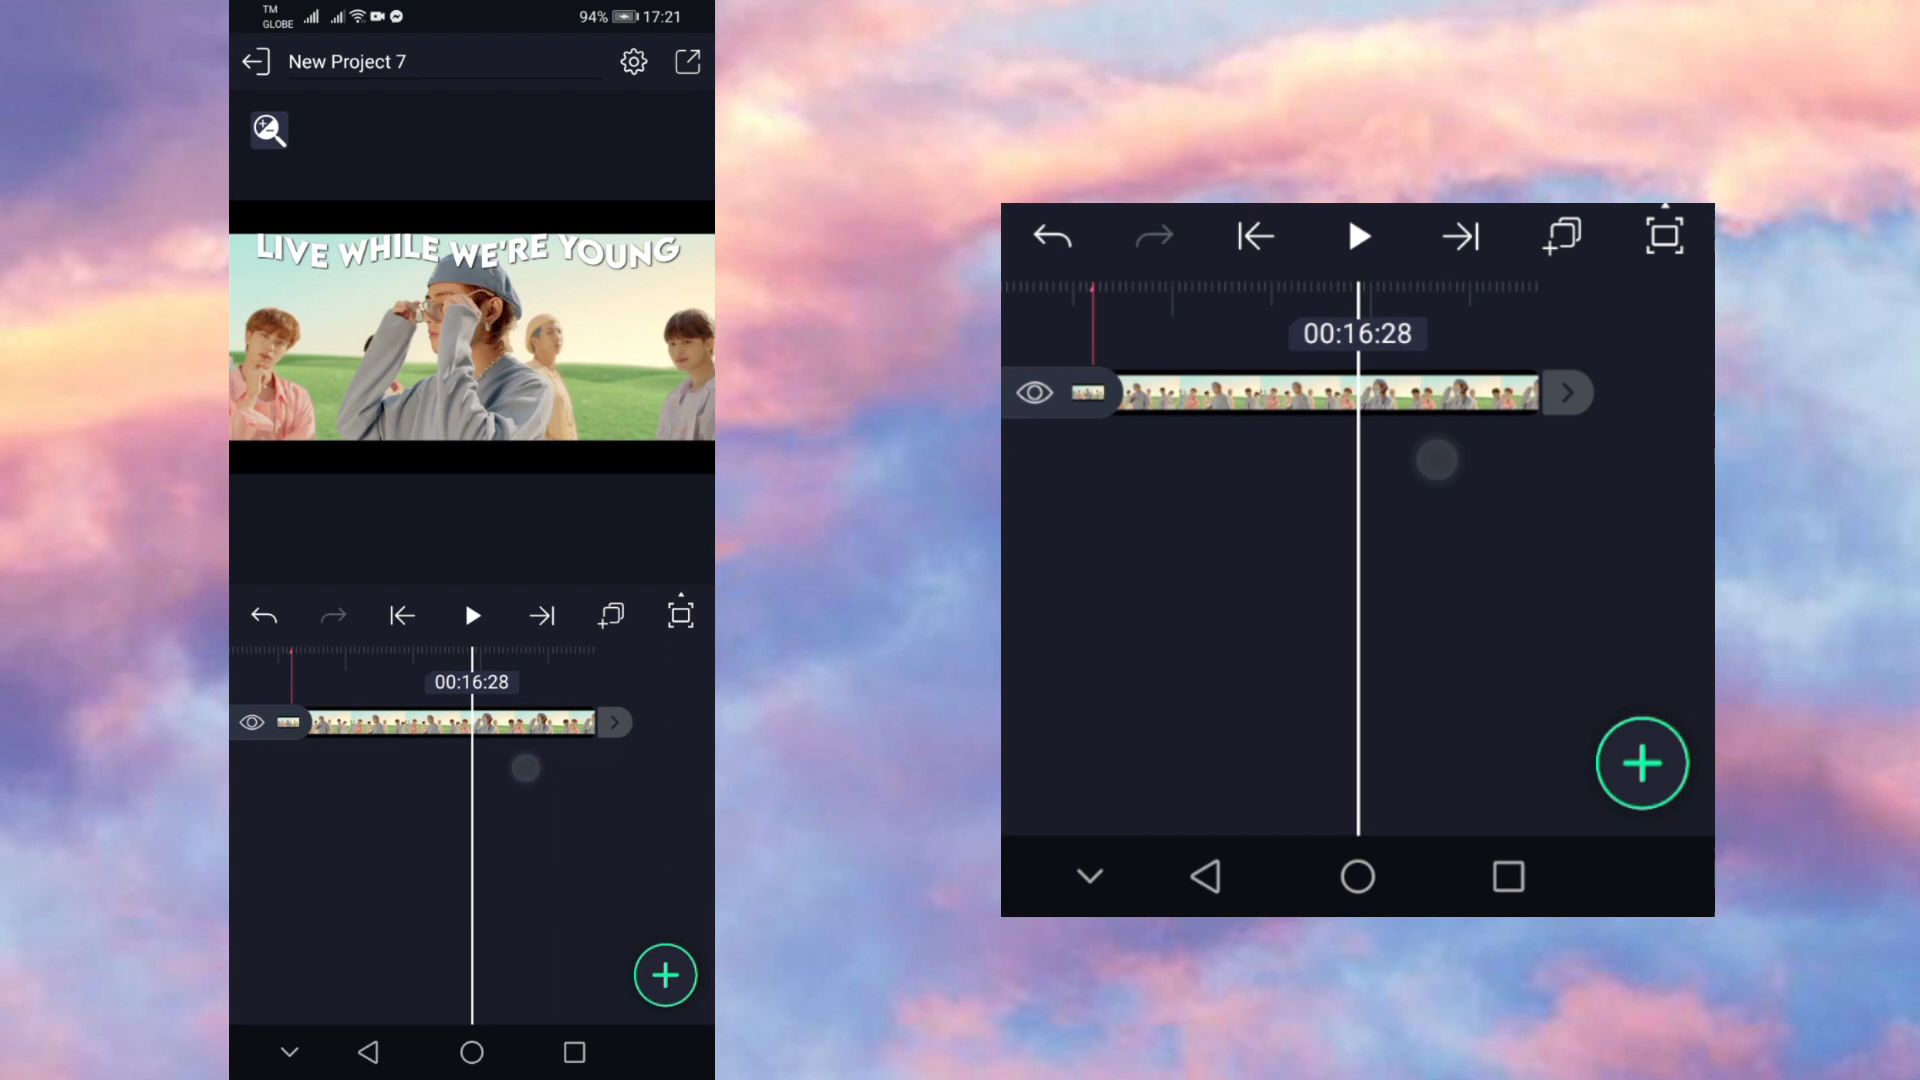 TM
GLOBE
94% 17:21
New Project 7
LIVE WHILE WE'RE YOUNG
00:16:28
00:16:28